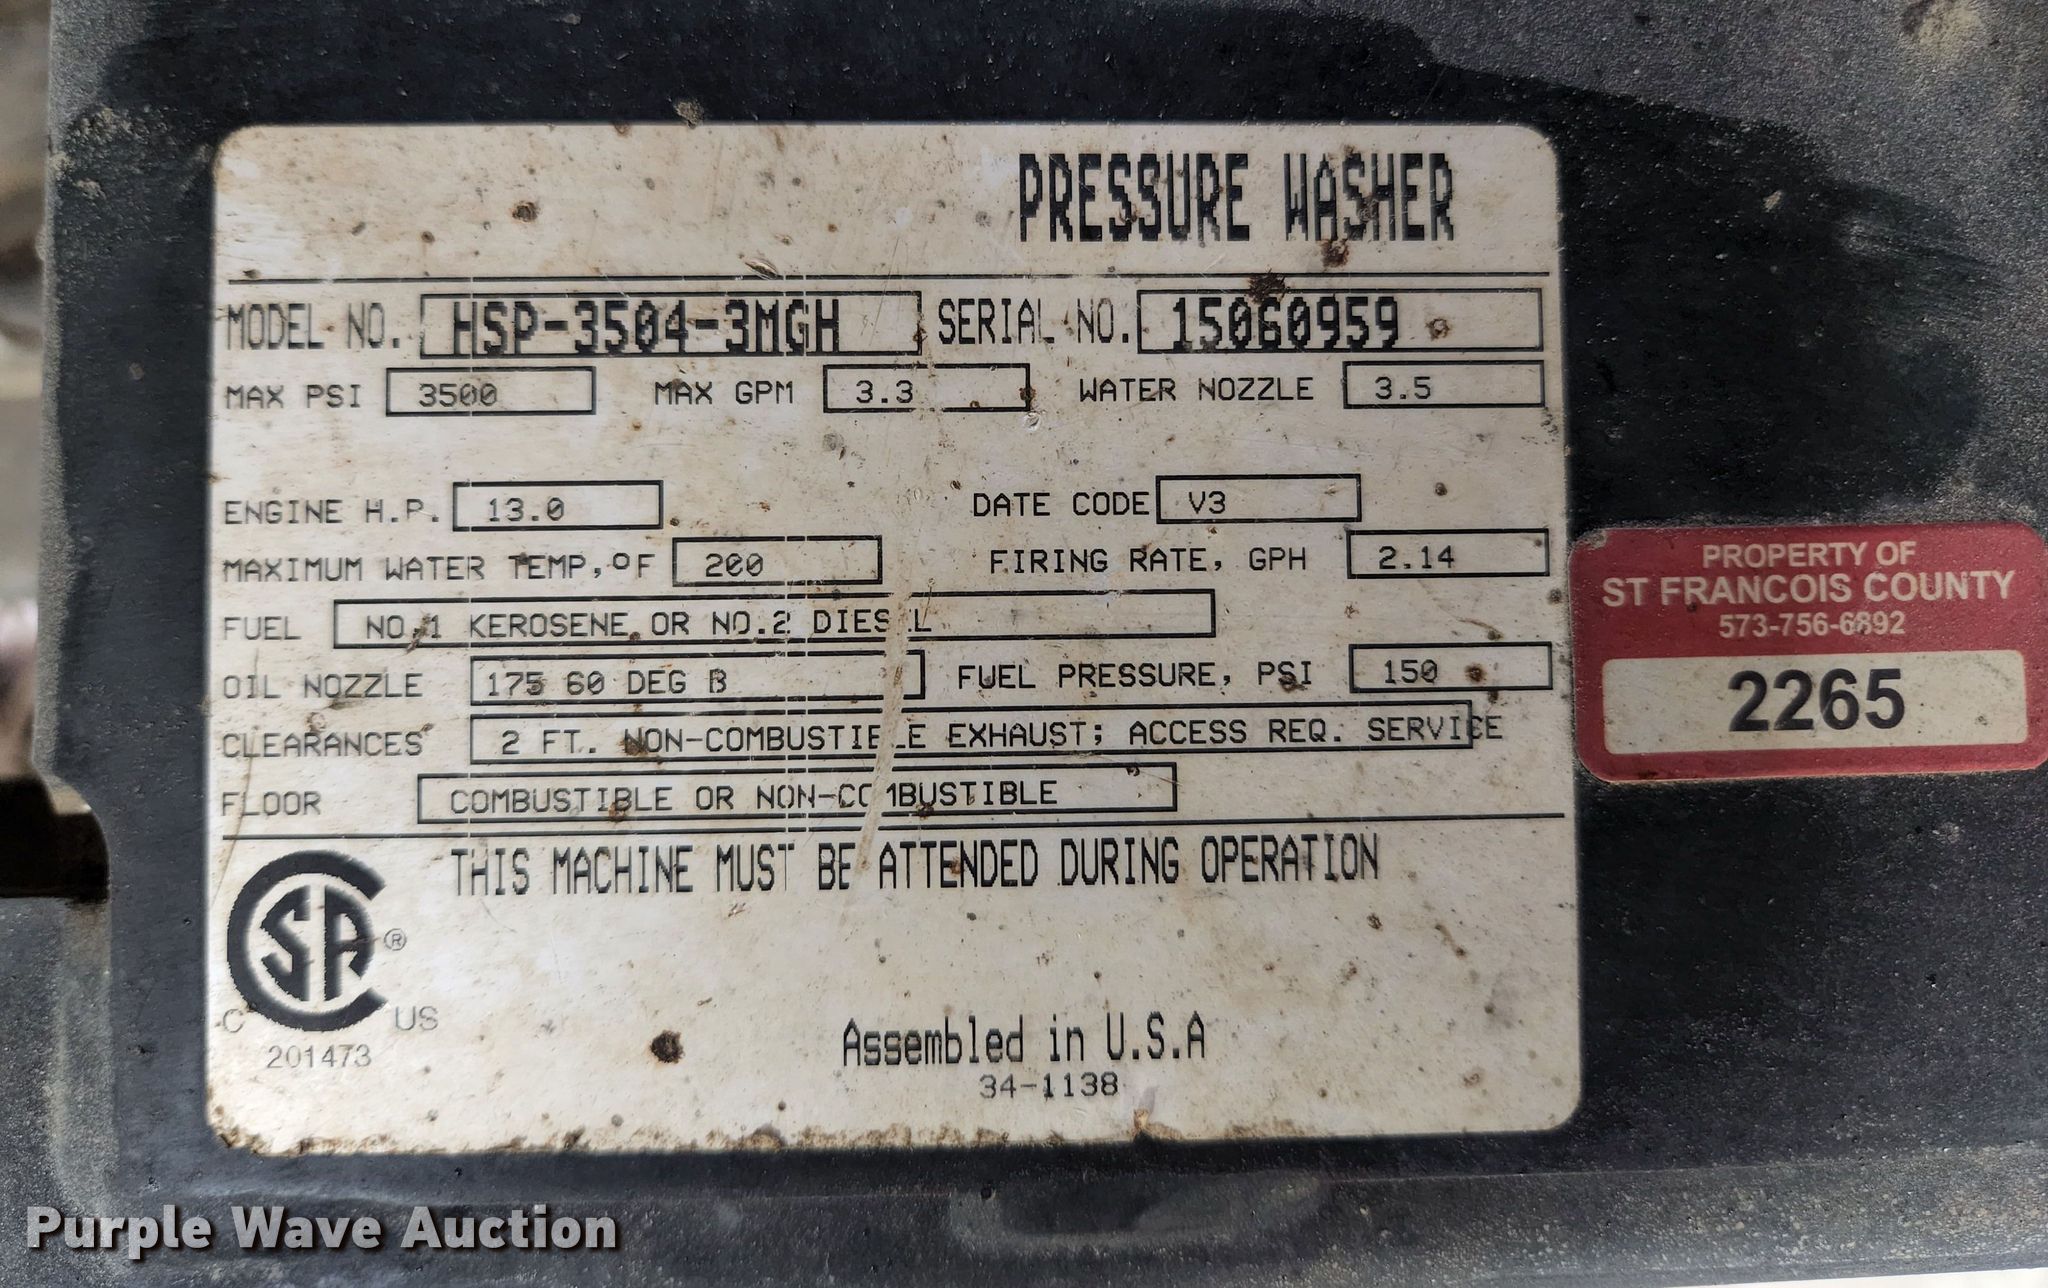 PRESSURE WASHER
MODEL NO. HSP-3504-3MGH SERIAL NO. 15060959
MAX PSI 3500 MAX GPM 3.3 WATER NOZZLE 3.5
ENGINE H.P. 13.0 DATE CODE V3
MAXIMUM WATER TEMP,°F 200 FIRING RATE, GPH 2.14
FUEL NO.1 KEROSENE OR NO.2 DIESEL
OIL NOZZLE 175 60 DEG B FUEL PRESSURE, PSI 150
CLEARANCES 2 FT. NON-COMBUSTIBLE EXHAUST; ACCESS REQ. SERVICE
FLOOR COMBUSTIBLE OR NON-COMBUSTIBLE
THIS MACHINE MUST BE ATTENDED DURING OPERATION
CSA ®
C US
201473
Assembled in U.S.A
34-1138
PROPERTY OF
ST FRANCOIS COUNTY
573-756-6892
2265
Purple Wave Auction